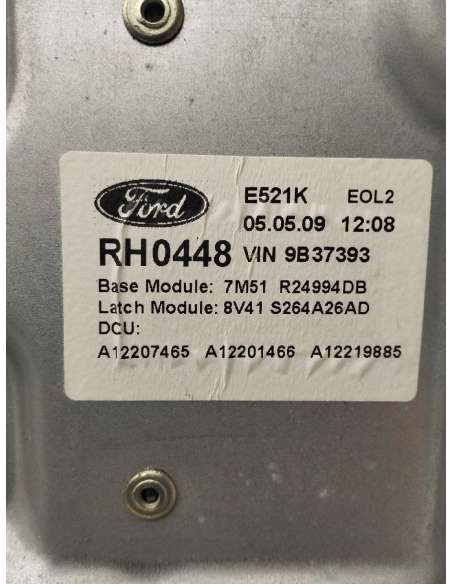 Ford
E521K EOL2
05.05.09 12:08
RH0448 VIN 9B37393
Base Module: 7M51 R24994DB
Latch Module: 8V41 S264A26AD
DCU:
A12207465 A12201466 A12219885